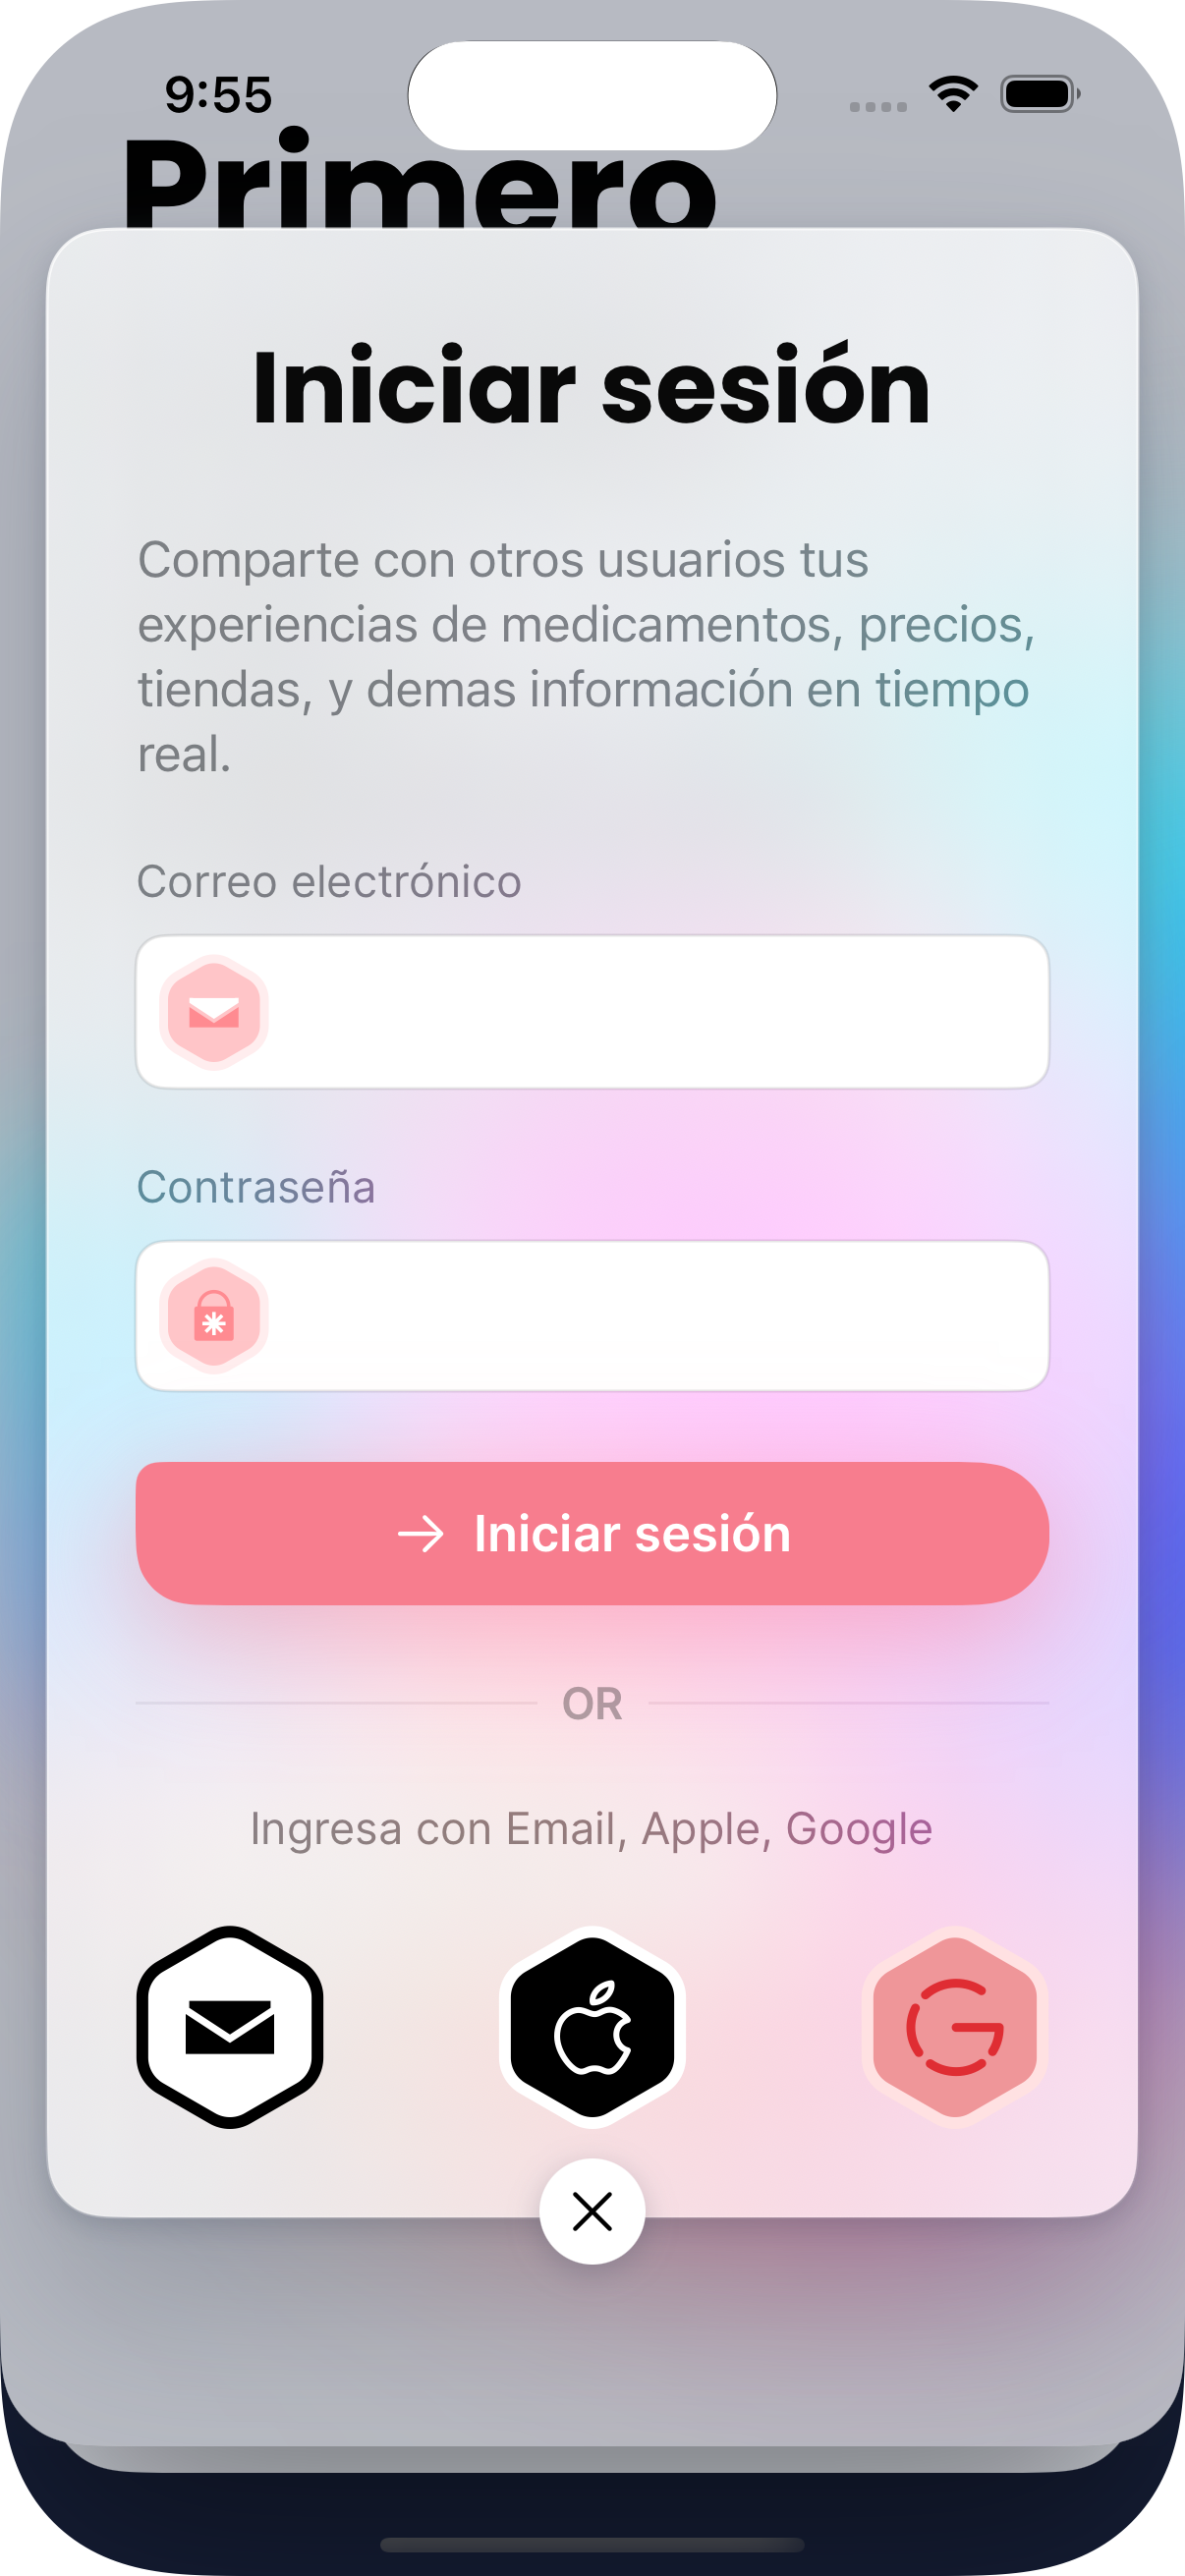 9:55
Primero
Iniciar sesión
Comparte con otros usuarios tus
experiencias de medicamentos, precios,
tiendas, y demas información en tiempo
real.
Correo electrónico
Contraseña
Iniciar sesión
OR
Ingresa con Email, Apple, Google